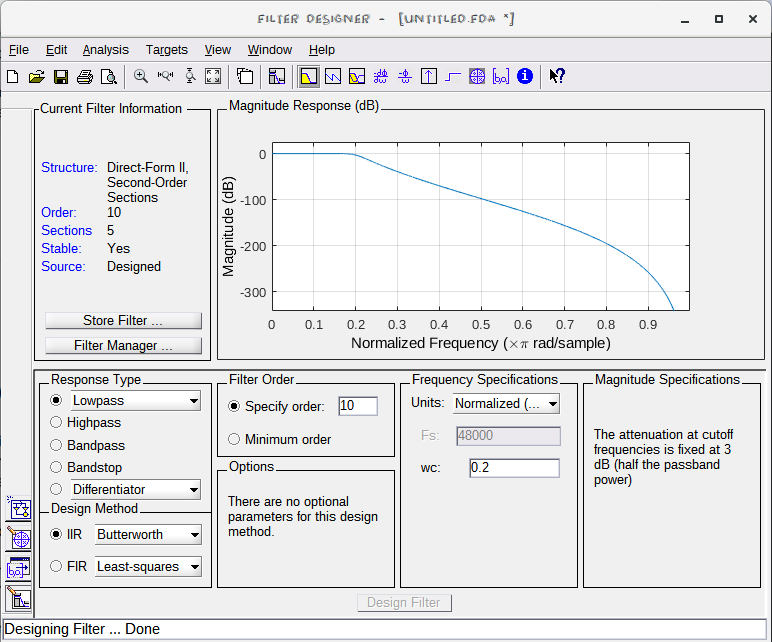 FILTER DESIGNER - [UNTITLED.FDA *]
File Edit Analysis Targets View Window Help
Current Filter Information
Structure: Direct-Form II,
Second-Order
Sections
Order: 10
Sections 5
Stable: Yes
Source: Designed
Store Filter ...
Filter Manager ...
Magnitude Response (dB)
Magnitude (dB)
0
-100
-200
-300
0 0.1 0.2 0.3 0.4 0.5 0.6 0.7 0.8 0.9
Normalized Frequency (×π rad/sample)
Response Type
Lowpass
Highpass
Bandpass
Bandstop
Differentiator
Design Method
IIR Butterworth
FIR Least-squares
Filter Order
Specify order: 10
Minimum order
Options
There are no optional
parameters for this design
method.
Frequency Specifications
Units: Normalized (...
Fs: 48000
wc: 0.2
Magnitude Specifications
The attenuation at cutoff
frequencies is fixed at 3
dB (half the passband
power)
Design Filter
Designing Filter ... Done